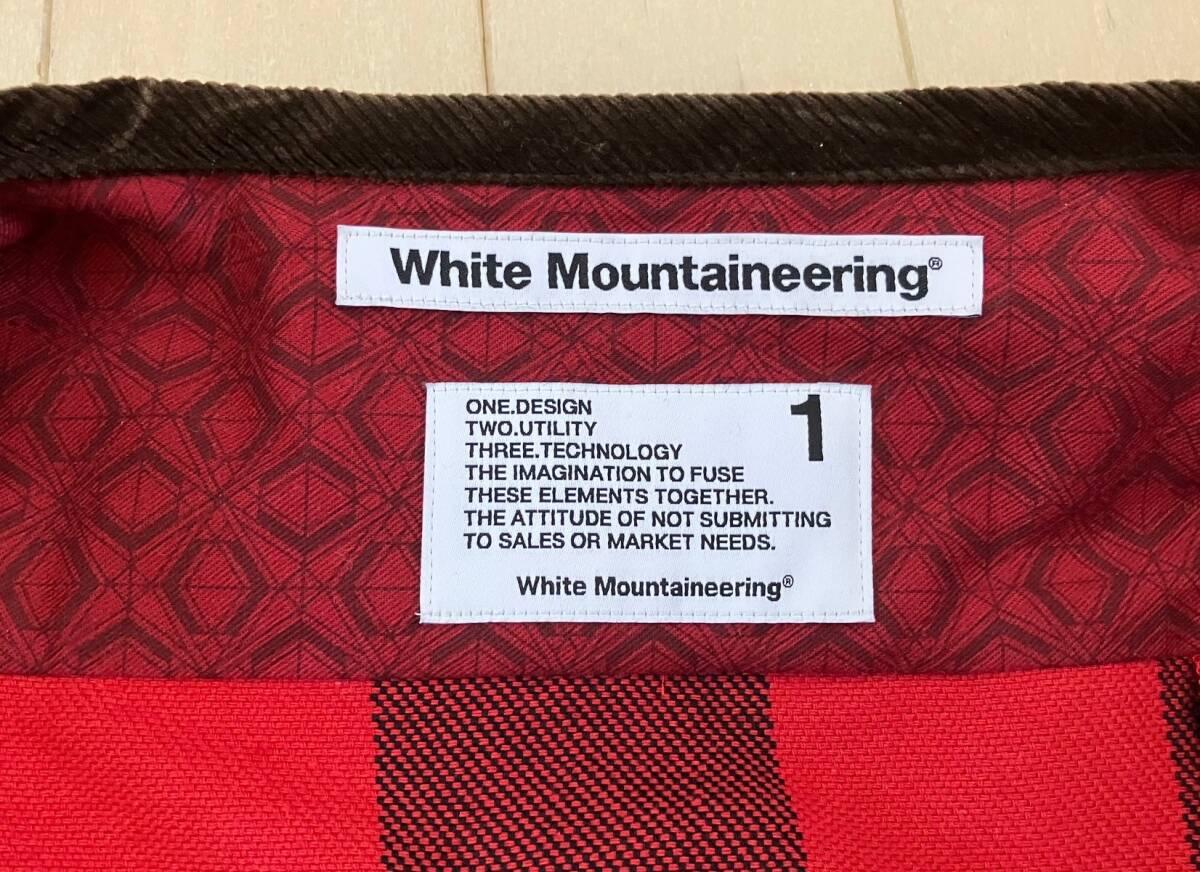 White Mountaineering®
1
ONE.DESIGN
TWO.UTILITY
THREE.TECHNOLOGY
THE IMAGINATION TO FUSE
THESE ELEMENTS TOGETHER.
THE ATTITUDE OF NOT SUBMITTING
TO SALES OR MARKET NEEDS.
White Mountaineering®